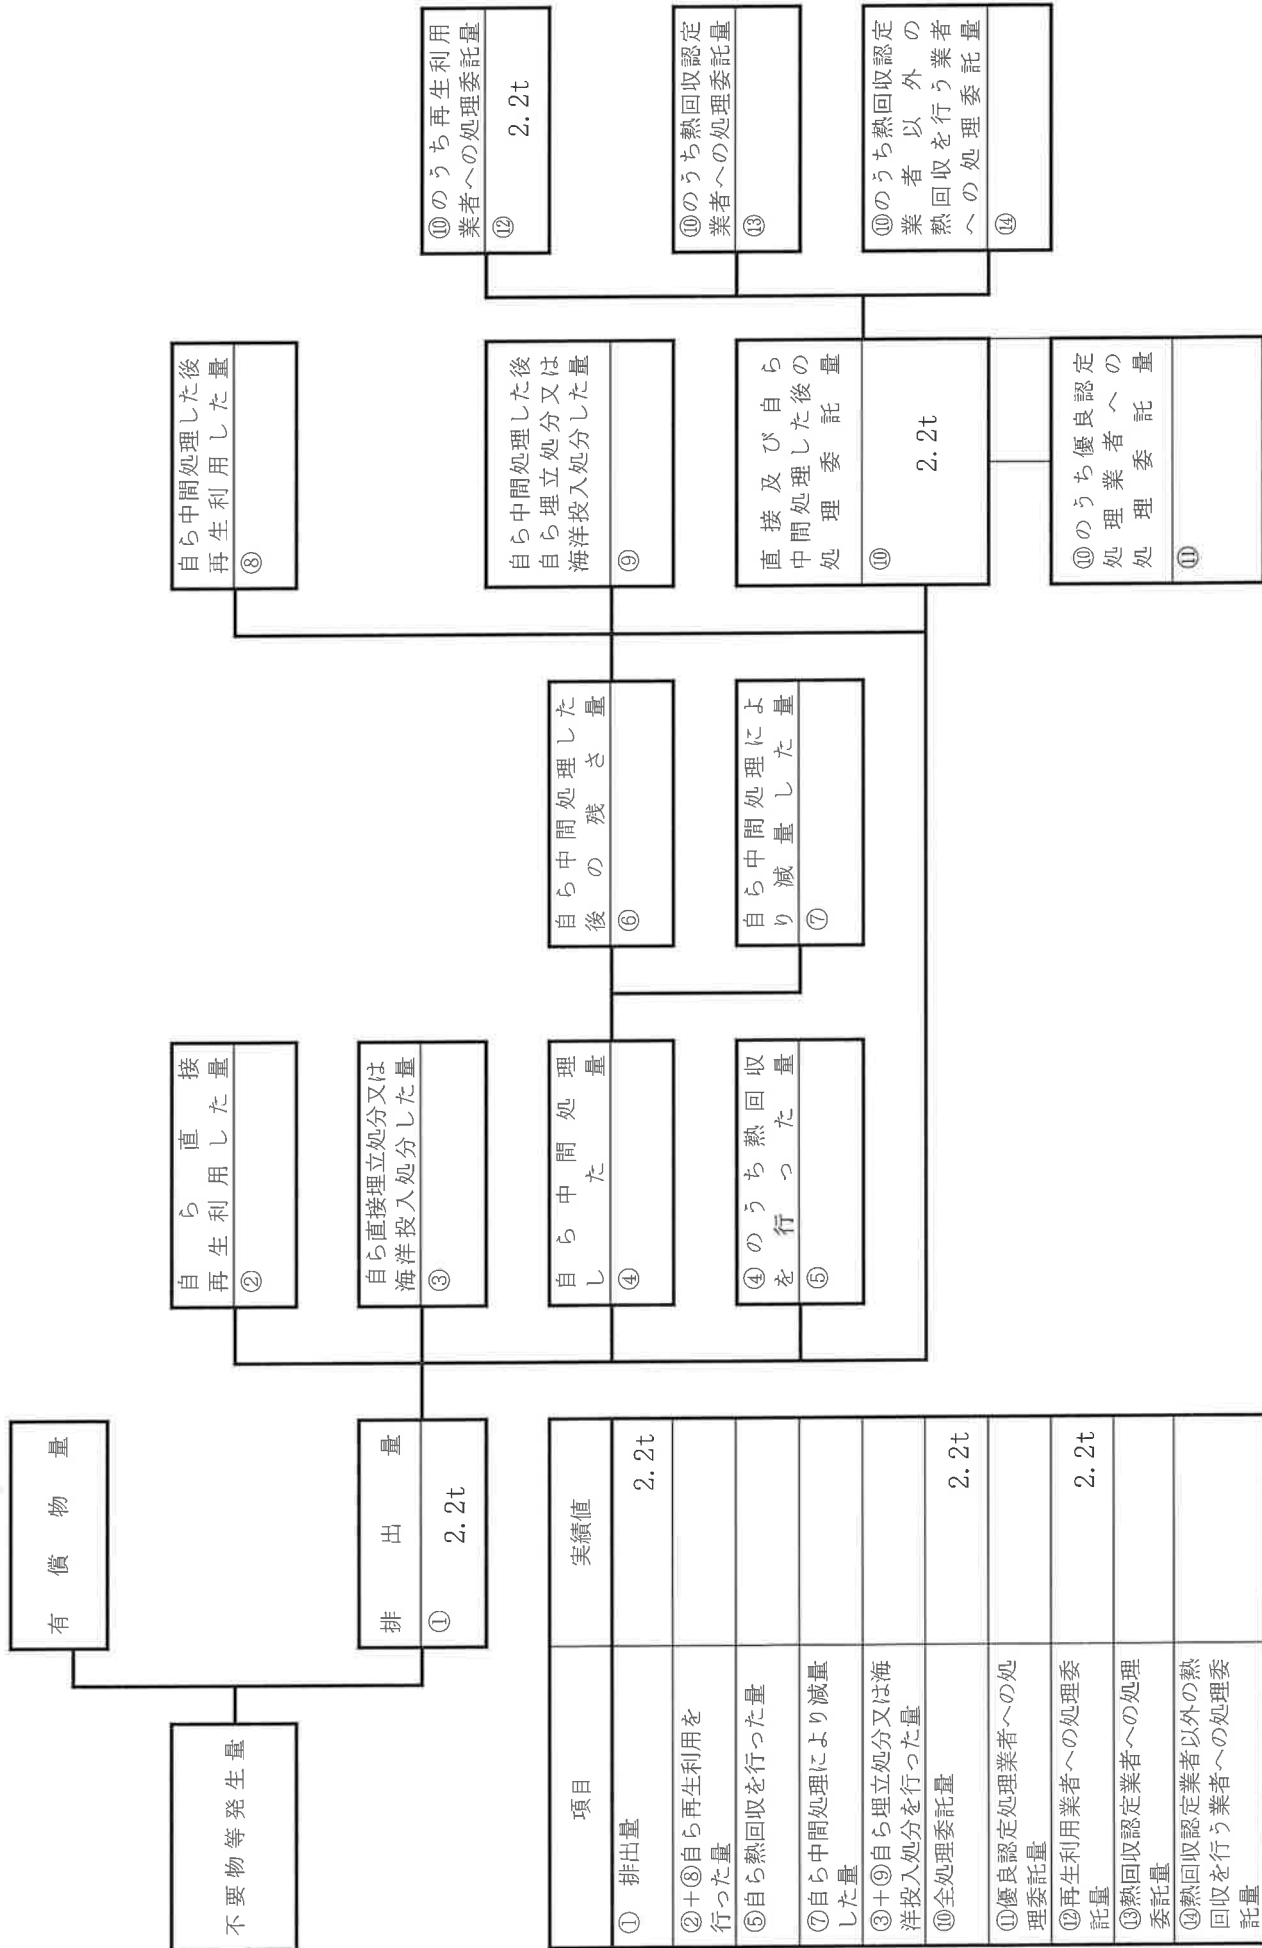 不要物等発生量
有償物量
排出量
① 2.2t
自ら直接
再生利用した量
②
自ら直接埋立処分又は
海洋投入処分した量
③
自ら中間処理
した量
④
④のうち熱回収
を行った量
⑤
自ら中間処理した
後の残さ量
⑥
自ら中間処理によ
り減量した量
⑦
自ら中間処理した後
再生利用した量
⑧
自ら中間処理した後
自ら埋立処分又は
海洋投入処分した量
⑨
直接及び自ら
中間処理した後の
処理委託量
⑩ 2.2t
⑩のうち優良認定
処理業者への
処理委託量
⑪
⑩のうち再生利用
業者への処理委託量
⑫ 2.2t
⑩のうち熱回収認定
業者への処理委託量
⑬
⑩のうち熱回収認定
業者以外の
熱回収を行う業者
への処理委託量
⑭
項目 実績値
① 排出量 2.2t
②+⑧自ら再生利用を
行った量
⑤自ら熱回収を行った量
⑦自ら中間処理により減量
した量
③+⑨自ら埋立処分又は海
洋投入処分を行った量
⑩全処理委託量 2.2t
⑪優良認定処理業者への処
理委託量
⑫再生利用業者への処理委
託量 2.2t
⑬熱回収認定業者への処理
委託量
⑭熱回収認定業者以外の熱
回収を行う業者への処理委
託量